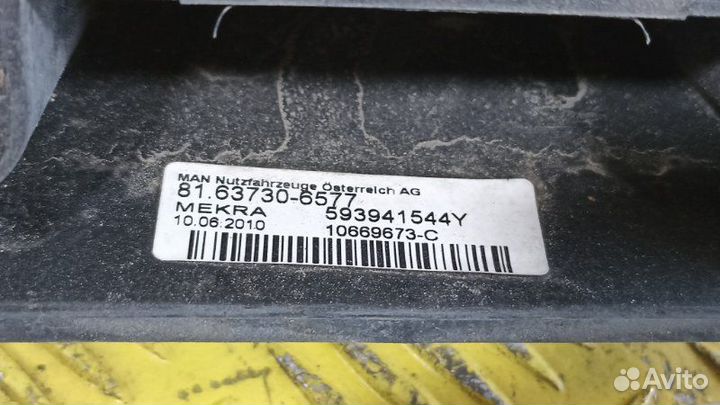 MAN Nutzfahrzeuge Österreich AG
81.63730-6577
MEKRA 593941544Y
10.06.2010 10669673-C
Avito